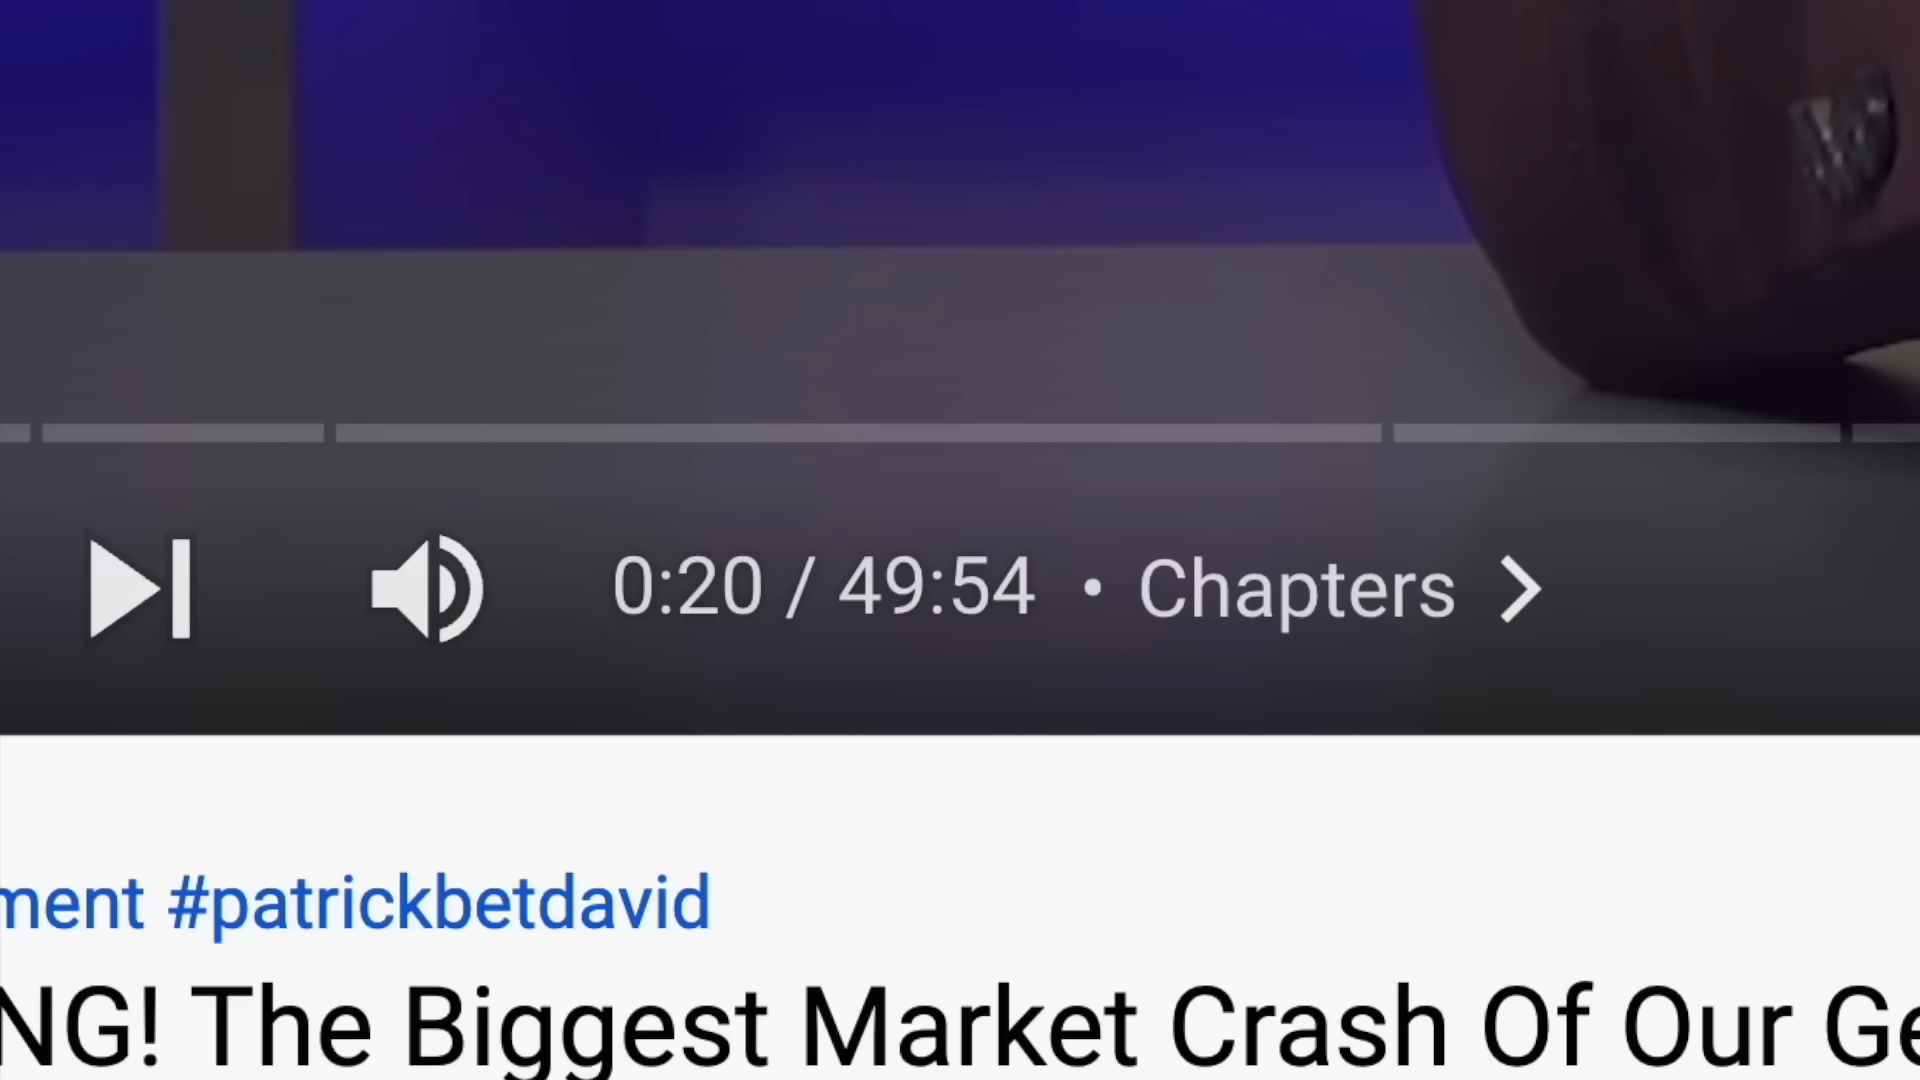 W
0:20 / 49:54 • Chapters
ment #patrickbetdavid
NG! The Biggest Market Crash Of Our Ge